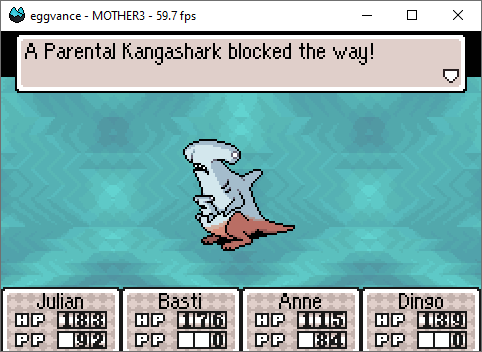 eggvance - MOTHER3 - 59.7 fps
A Parental Kangashark blocked the way!
Julian Basti Anne Dingo
HP 183 HP 176 HP 115 HP 139
PP 92 PP 0 PP 84 PP 0